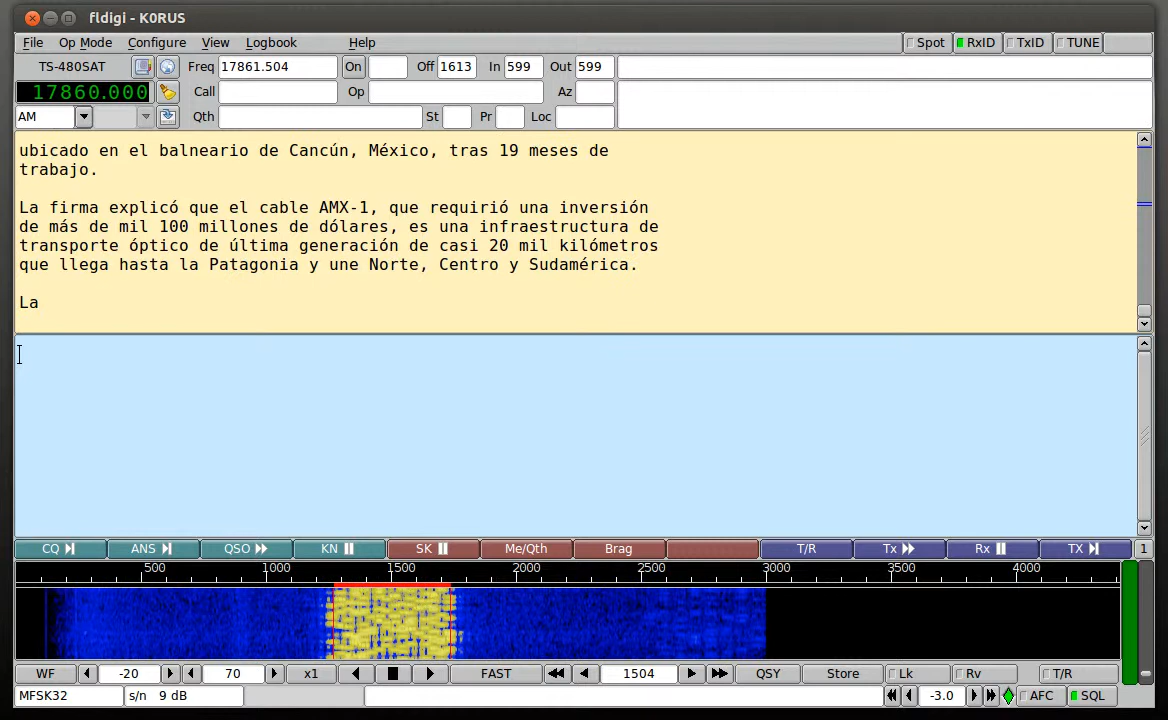 fldigi - K0RUS
File Op Mode Configure View Logbook Help Spot RxID TxID TUNE
TS-480SAT Freq 17861.504 On Off 1613 In 599 Out 599
17860.000 Call Op Az
AM Qth St Pr Loc
ubicado en el balneario de Cancún, México, tras 19 meses de
trabajo.
La firma explicó que el cable AMX-1, que requirió una inversión
de más de mil 100 millones de dólares, es una infraestructura de
transporte óptico de última generación de casi 20 mil kilómetros
que llega hasta la Patagonia y une Norte, Centro y Sudamérica.
La
CQ ANS QSO KN SK Me/Qth Brag T/R Tx Rx TX 1
500 1000 1500 2000 2500 3000 3500 4000
WF -20 70 x1 FAST 1504 QSY Store Lk Rv T/R
MFSK32 s/n 9 dB -3.0 AFC SQL